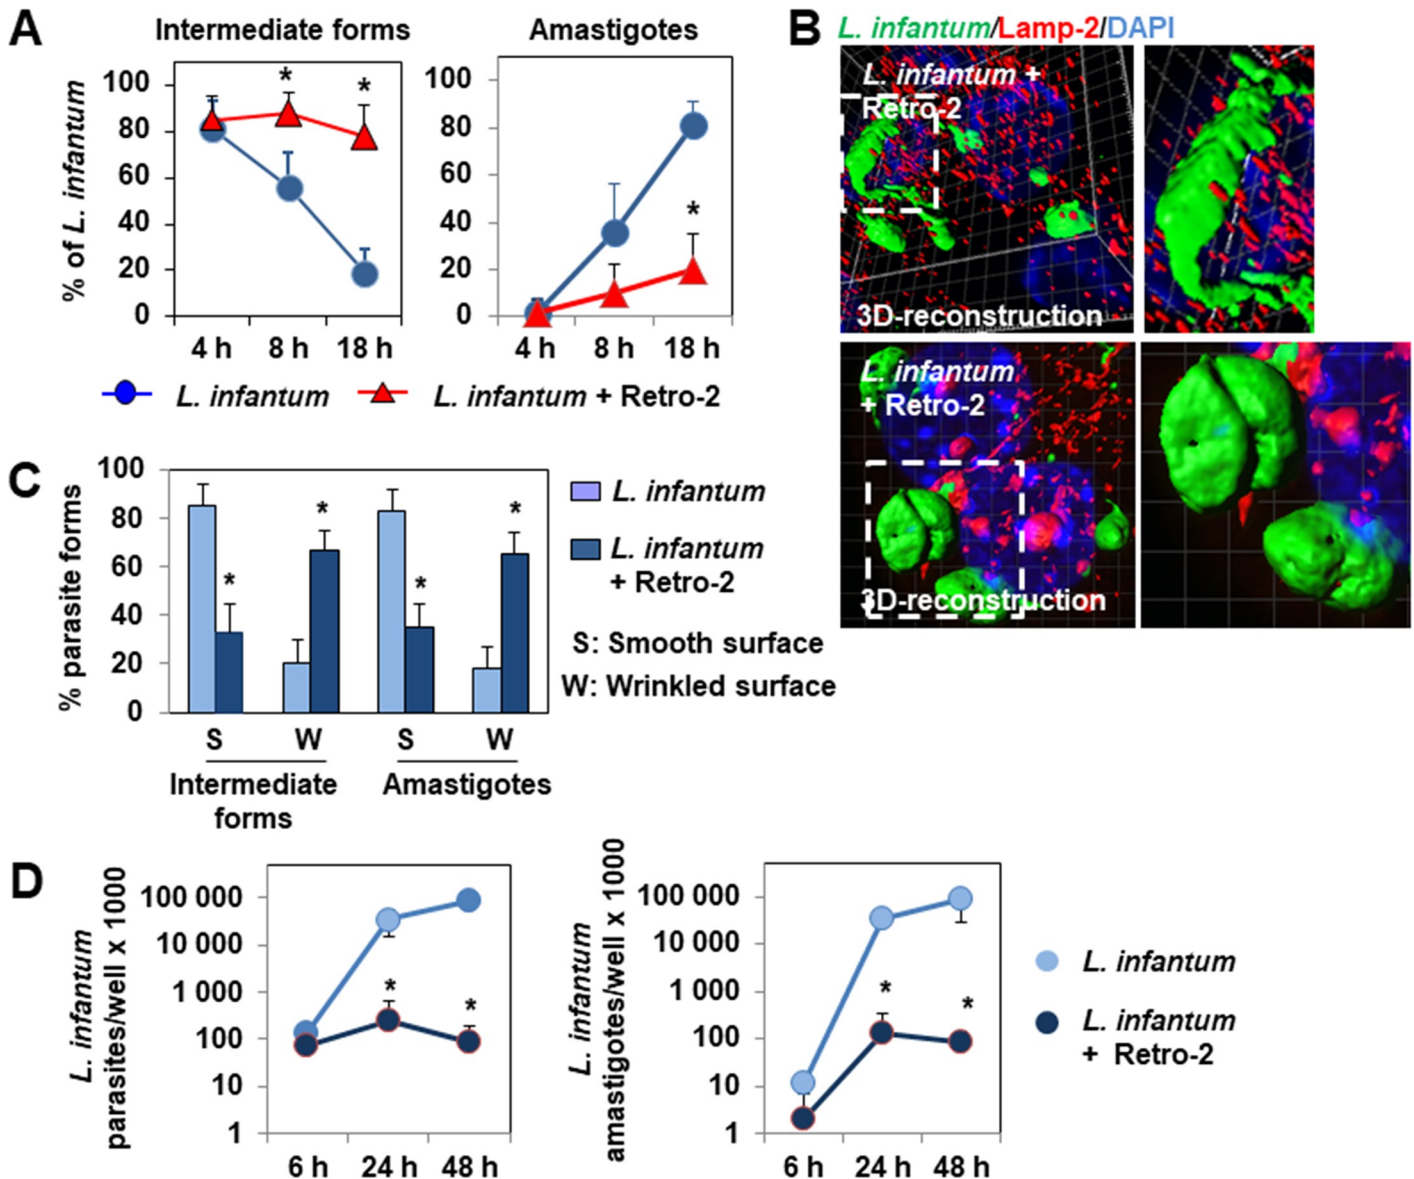 A
Intermediate forms
Amastigotes
% of L. infantum
100
80
60
40
20
0
4 h 8 h 18 h
100
80
60
40
20
0
4 h 8 h 18 h
*
*
*
L. infantum
L. infantum + Retro-2
B
L. infantum/Lamp-2/DAPI
L. infantum +
Retro-2
3D-reconstruction
L. infantum
+ Retro-2
3D-reconstruction
C
% parasite forms
100
80
60
40
20
0
*
*
*
*
S W S W
Intermediate
forms
Amastigotes
L. infantum
L. infantum
+ Retro-2
S: Smooth surface
W: Wrinkled surface
D
L. infantum
parasites/well x 1000
100 000
10 000
1 000
100
10
1
*
*
6 h 24 h 48 h
L. infantum
amastigotes/well x 1000
100 000
10 000
1 000
100
10
1
*
*
6 h 24 h 48 h
L. infantum
L. infantum
+ Retro-2